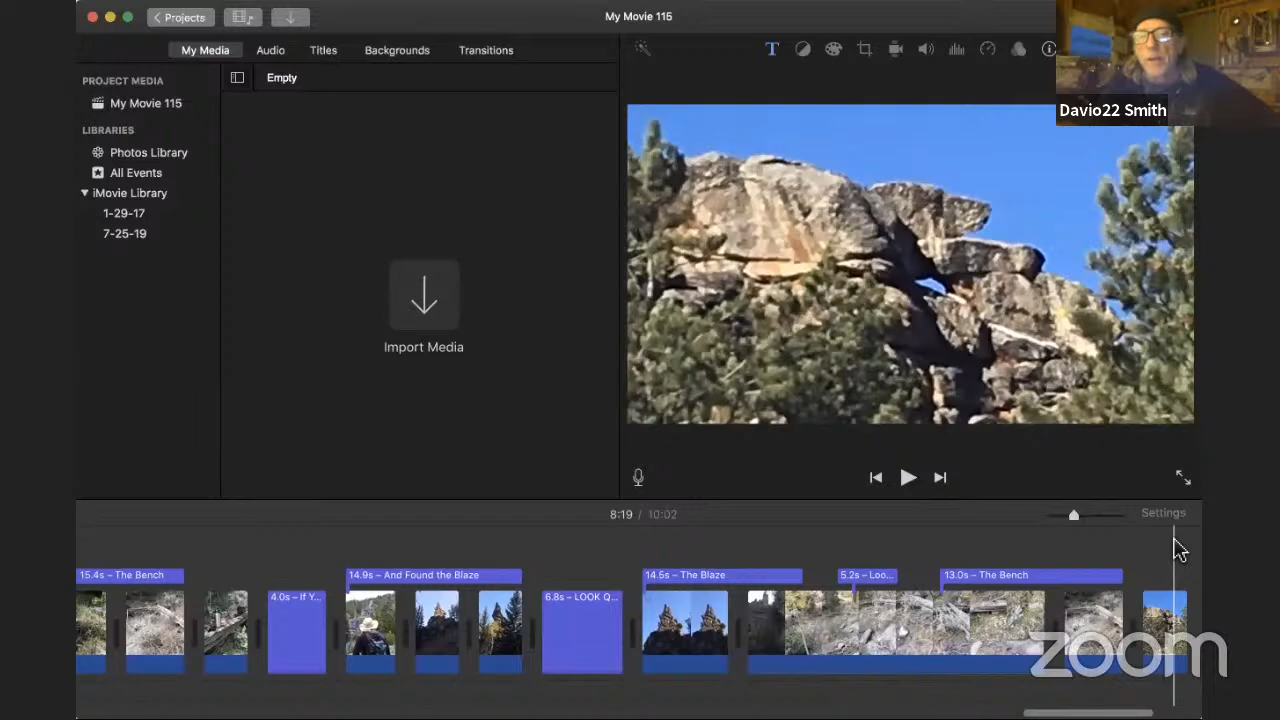 Projects
My Movie 115
My Media
Audio
Titles
Backgrounds
Transitions
PROJECT MEDIA
My Movie 115
LIBRARIES
Photos Library
All Events
iMovie Library
1-29-17
7-25-19
Empty
Import Media
Davio22 Smith
8:19 / 10:02
Settings
15.4s – The Bench
14.9s – And Found the Blaze
14.5s – The Blaze
5.2s – Loo...
13.0s – The Bench
4.0s – If Y...
6.8s – LOOK Q...
zoom